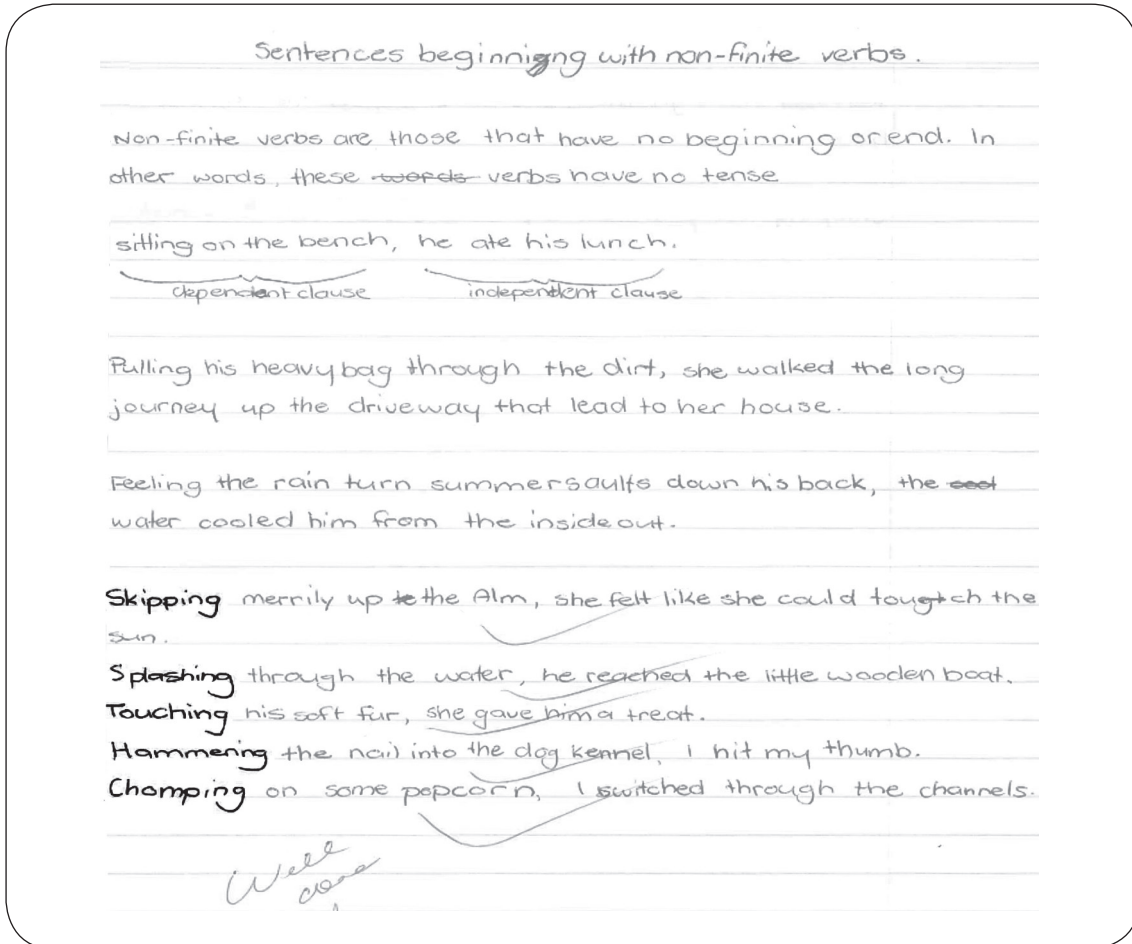 Sentences beginning with non-finite verbs.
Non-finite verbs are those that have no beginning or end. In
other words, these words verbs have no tense
sitting on the bench, he ate his lunch.
dependent clause independent clause
Pulling his heavy bag through the dirt, she walked the long
journey up the driveway that lead to her house.
Feeling the rain turn summersaults down his back, the cool
water cooled him from the inside out.
Skipping merrily up the Alm, she felt like she could touch the
sun.
Splashing through the water, he reached the little wooden boat.
Touching his soft fur, she gave him a treat.
Hammering the nail into the dog kennel, I hit my thumb.
Chomping on some popcorn, I switched through the channels.
Well
done